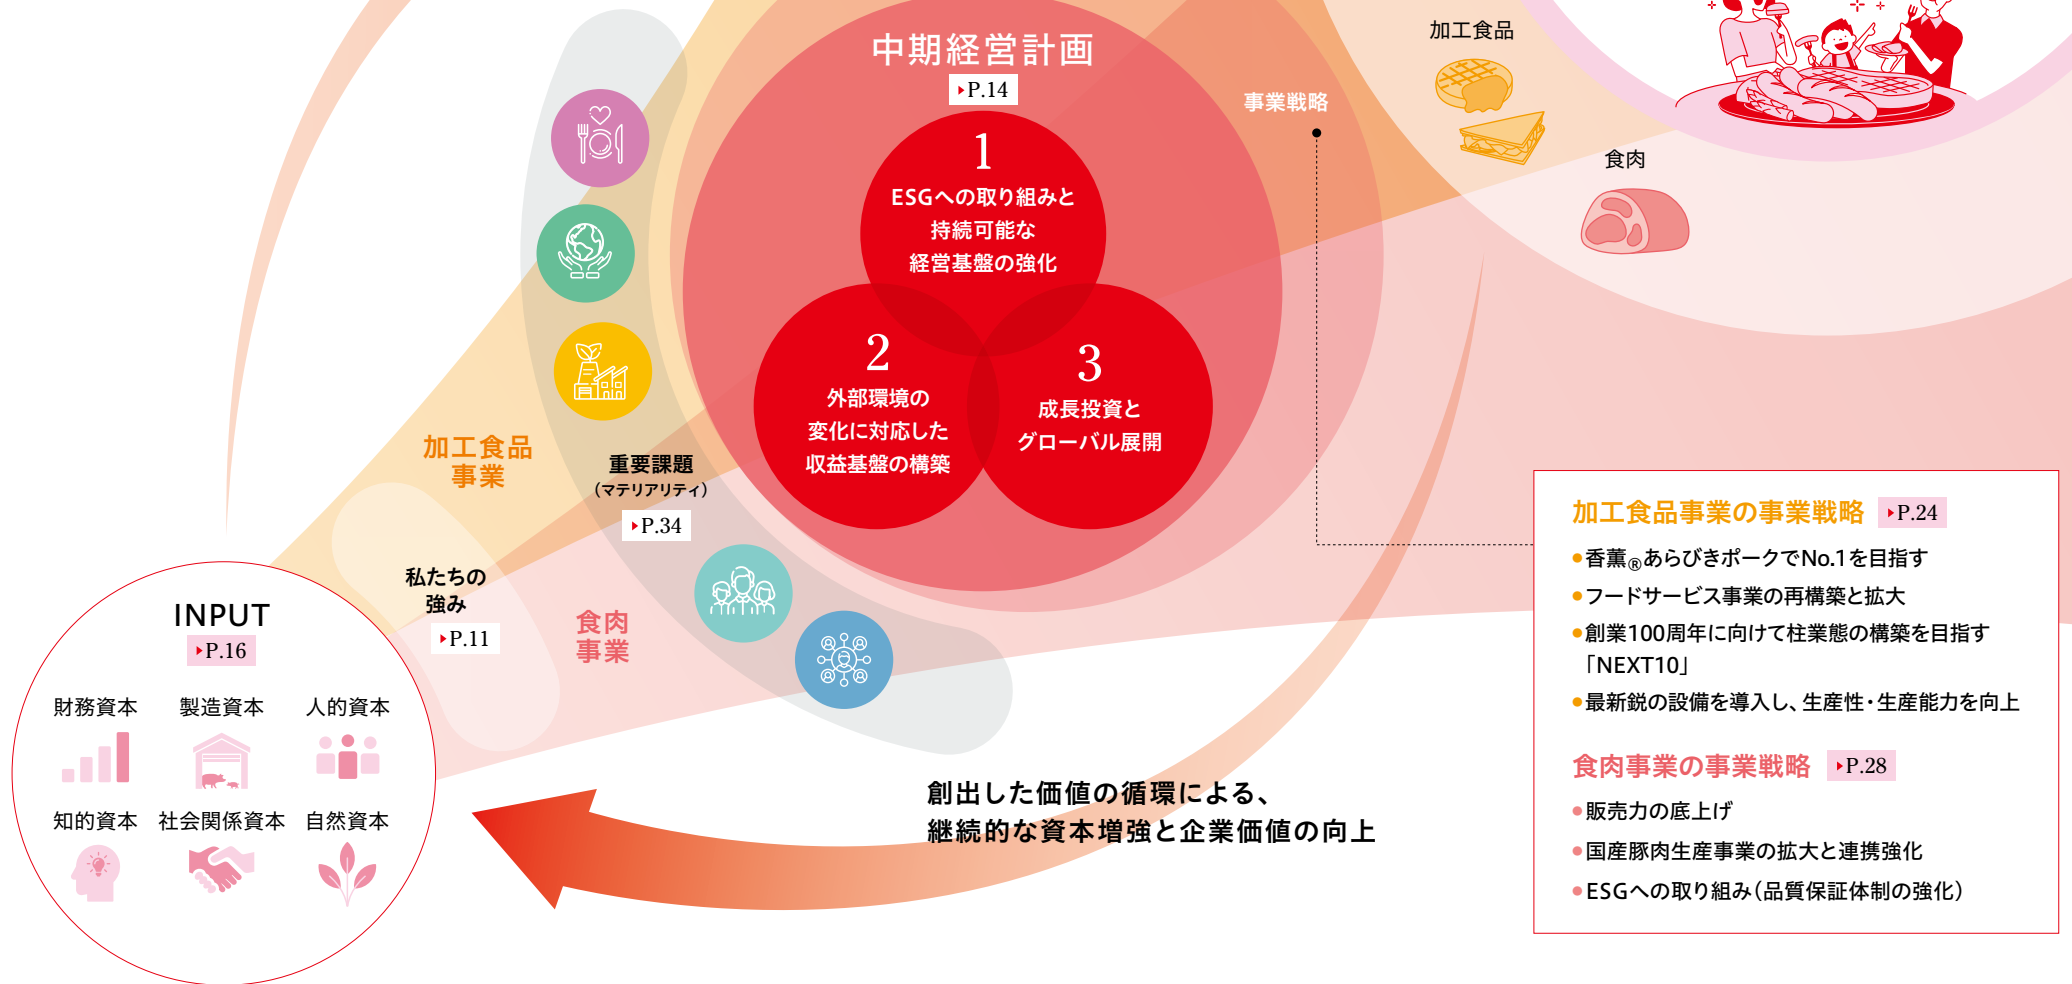 中期経営計画
▸P.14
1
ESGへの取り組みと
持続可能な
経営基盤の強化
2
外部環境の
変化に対応した
収益基盤の構築
3
成長投資と
グローバル展開
事業戦略
加工食品
食肉
加工食品
事業
重要課題
（マテリアリティ）
▸P.34
私たちの
強み
▸P.11
食肉
事業
INPUT
▸P.16
財務資本 製造資本 人的資本
知的資本 社会関係資本 自然資本
創出した価値の循環による、
継続的な資本増強と企業価値の向上
加工食品事業の事業戦略 ▸P.24
●香薫®あらびきポークでNo.1を目指す
●フードサービス事業の再構築と拡大
●創業100周年に向けて柱業態の構築を目指す
「NEXT10」
●最新鋭の設備を導入し、生産性・生産能力を向上
食肉事業の事業戦略 ▸P.28
●販売力の底上げ
●国産豚肉生産事業の拡大と連携強化
●ESGへの取り組み（品質保証体制の強化）